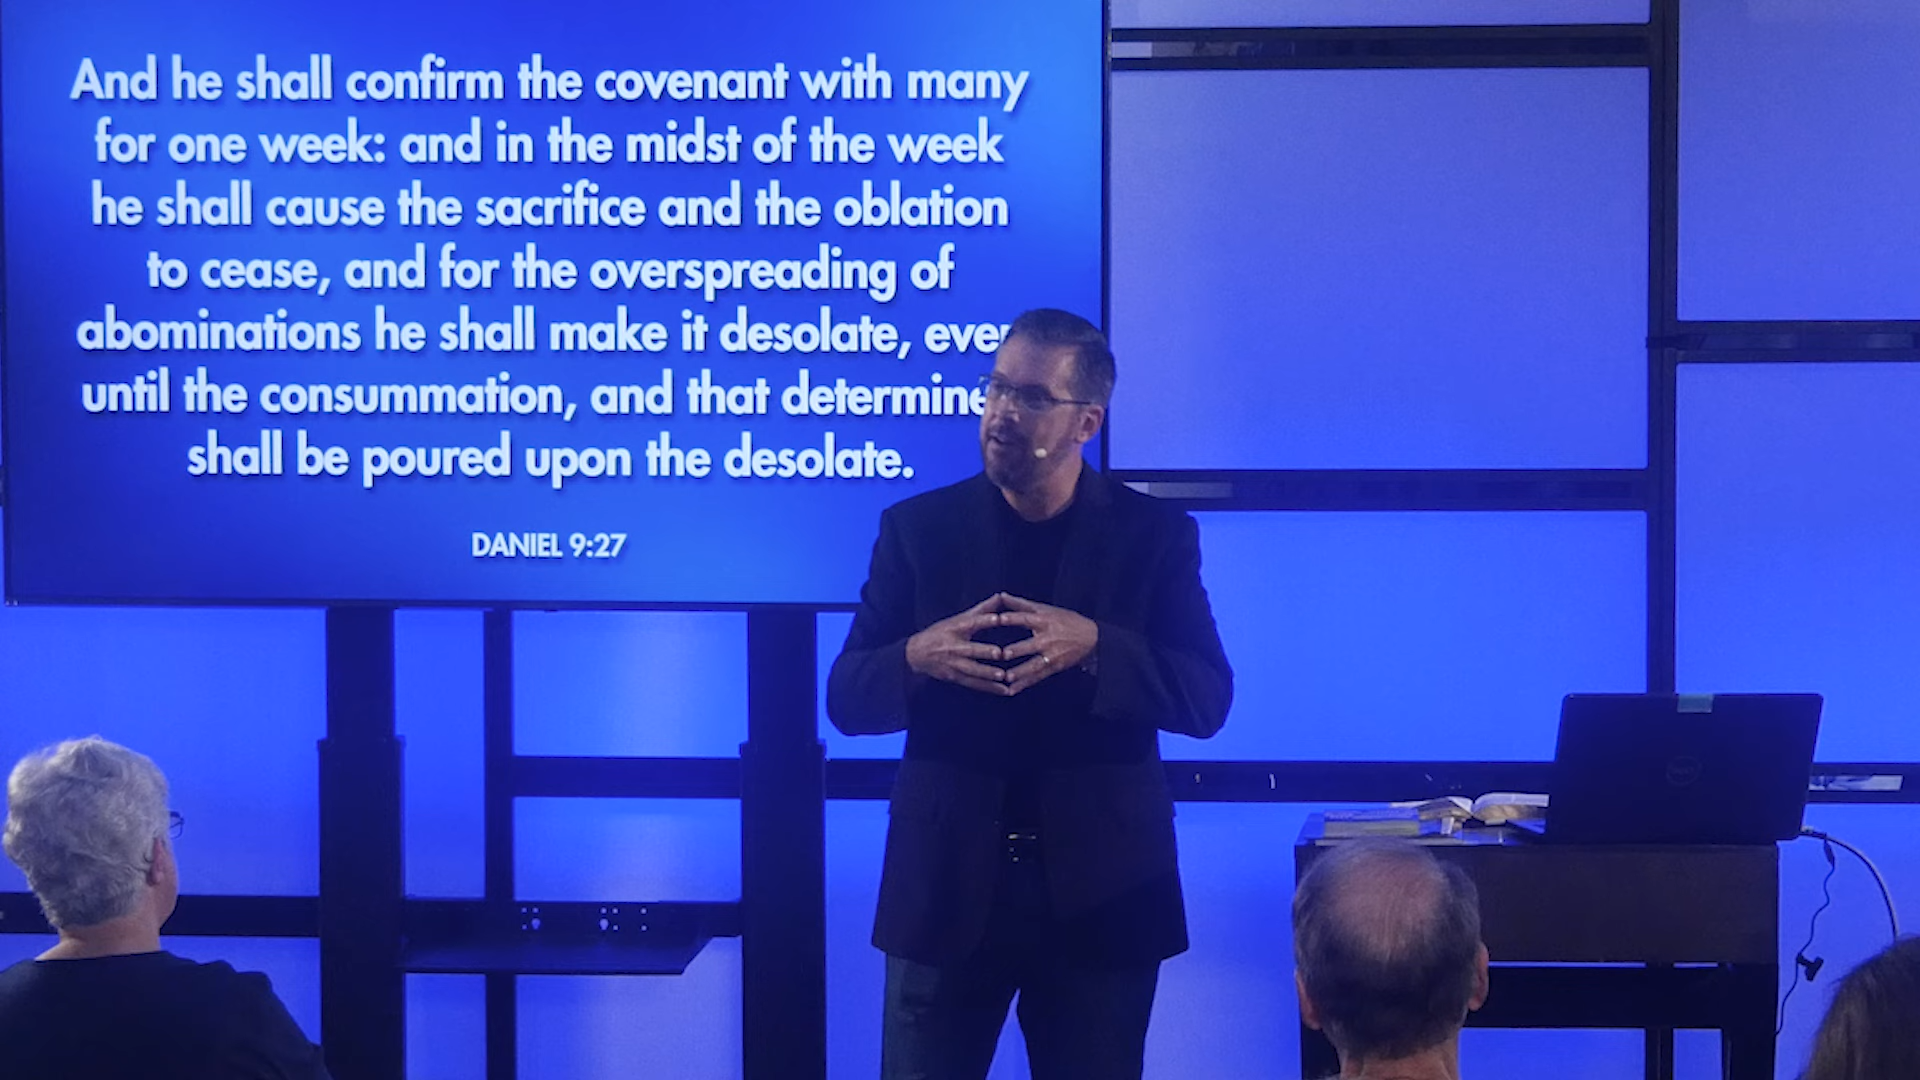 And he shall confirm the covenant with many
for one week: and in the midst of the week
he shall cause the sacrifice and the oblation
to cease, and for the overspreading of
abominations he shall make it desolate, even
until the consummation, and that determined
shall be poured upon the desolate.
DANIEL 9:27